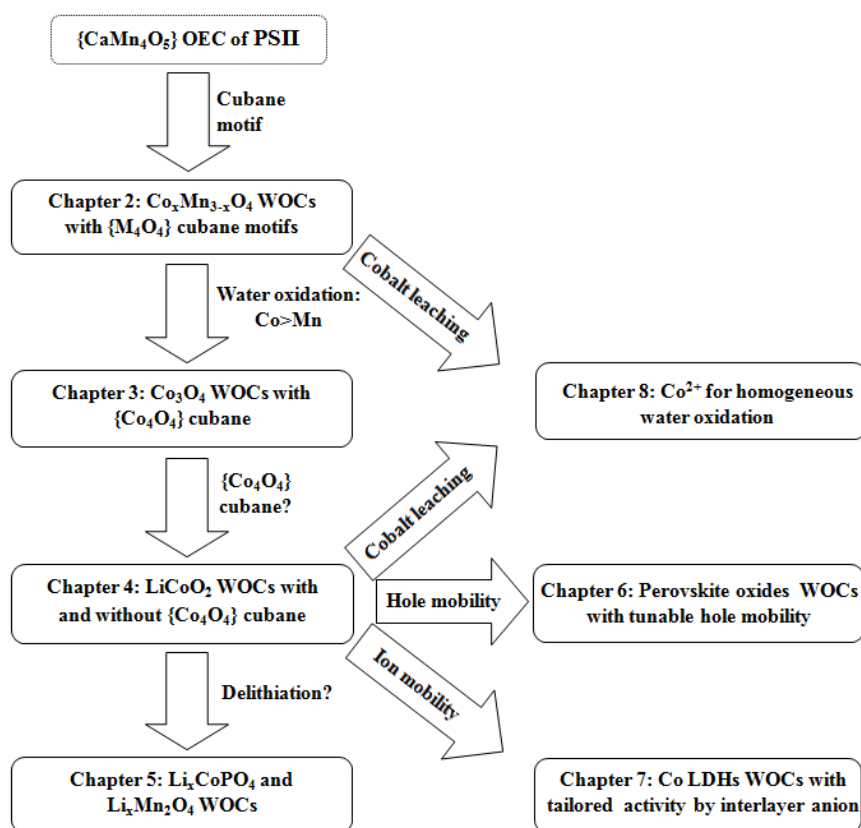 {CaMn₄O₅} OEC of PSII
Cubane
motif
Chapter 2: CoₓMn₃₋ₓO₄ WOCs
with {M₄O₄} cubane motifs
Cobalt leaching
Water oxidation:
Co>Mn
Chapter 3: Co₃O₄ WOCs with
{Co₄O₄} cubane
Chapter 8: Co²⁺ for homogeneous
water oxidation
{Co₄O₄}
cubane?
Cobalt leaching
Chapter 4: LiCoO₂ WOCs with
and without {Co₄O₄} cubane
Hole mobility
Chapter 6: Perovskite oxides WOCs
with tunable hole mobility
Ion mobility
Delithiation?
Chapter 5: LiₓCoPO₄ and
LiₓMn₂O₄ WOCs
Chapter 7: Co LDHs WOCs with
tailored activity by interlayer anion